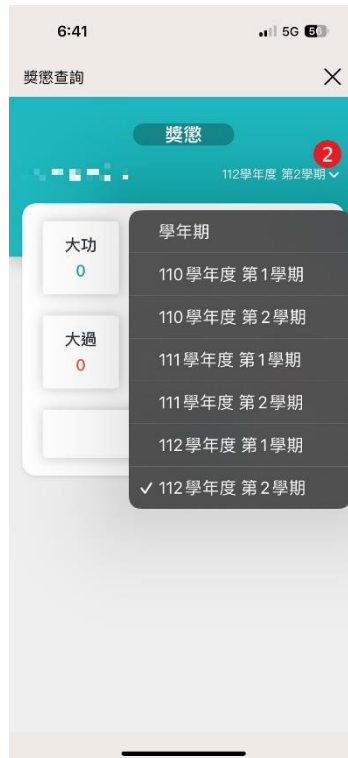 6:41
5G 56
獎懲查詢
獎懲
2
112學年度 第2學期
大功
0
大過
0
學年期
110學年度 第1學期
110學年度 第2學期
111學年度 第1學期
111學年度 第2學期
112學年度 第1學期
✓ 112學年度 第2學期